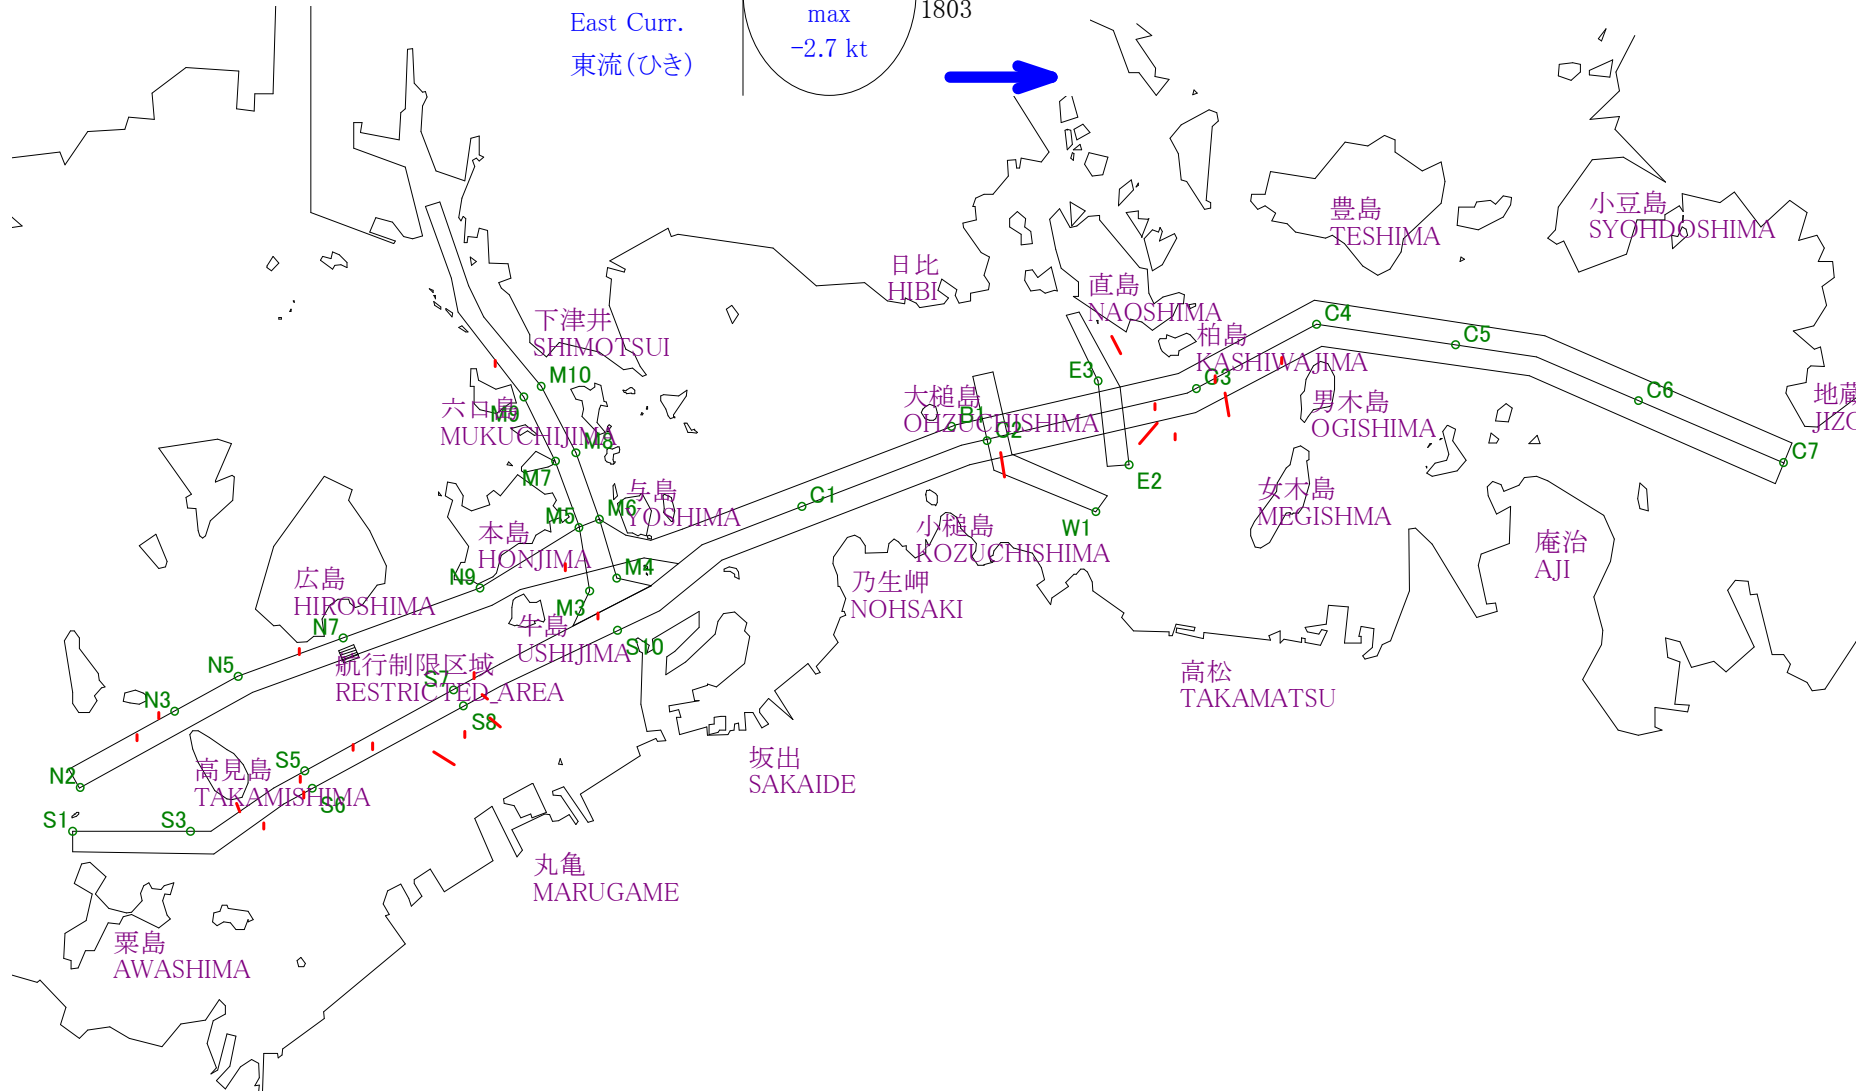 East Curr.
東流(ひき)
max
-2.7 kt
1803
豊島
TESHIMA
小豆島
SYOHDOSHIMA
日比
HIBI
直島
NAOSHIMA
下津井
SHIMOTSUI
柏島
KASHIWAJIMA
C4
C5
C3
E3
M10
M9
六口島
MUKUCHIJIMA
M8
M7
大槌島
OHZUCHISHIMA
B1
C2
男木島
OGISHIMA
C6
C7
E2
女木島
MEGISHMA
W1
与島
YOSHIMA
C1
M6
M5
本島
HONJIMA
小槌島
KOZUCHISHIMA
庵治
AJI
乃生岬
NOHSAKI
M4
M3
N9
広島
HIROSHIMA
N7
牛島
USHIJIMA
S10
航行制限区域
RESTRICTED_AREA
S7
S8
N5
N3
N2
高松
TAKAMATSU
坂出
SAKAIDE
高見島
TAKAMISHIMA
S5
S6
S1
S3
丸亀
MARUGAME
粟島
AWASHIMA